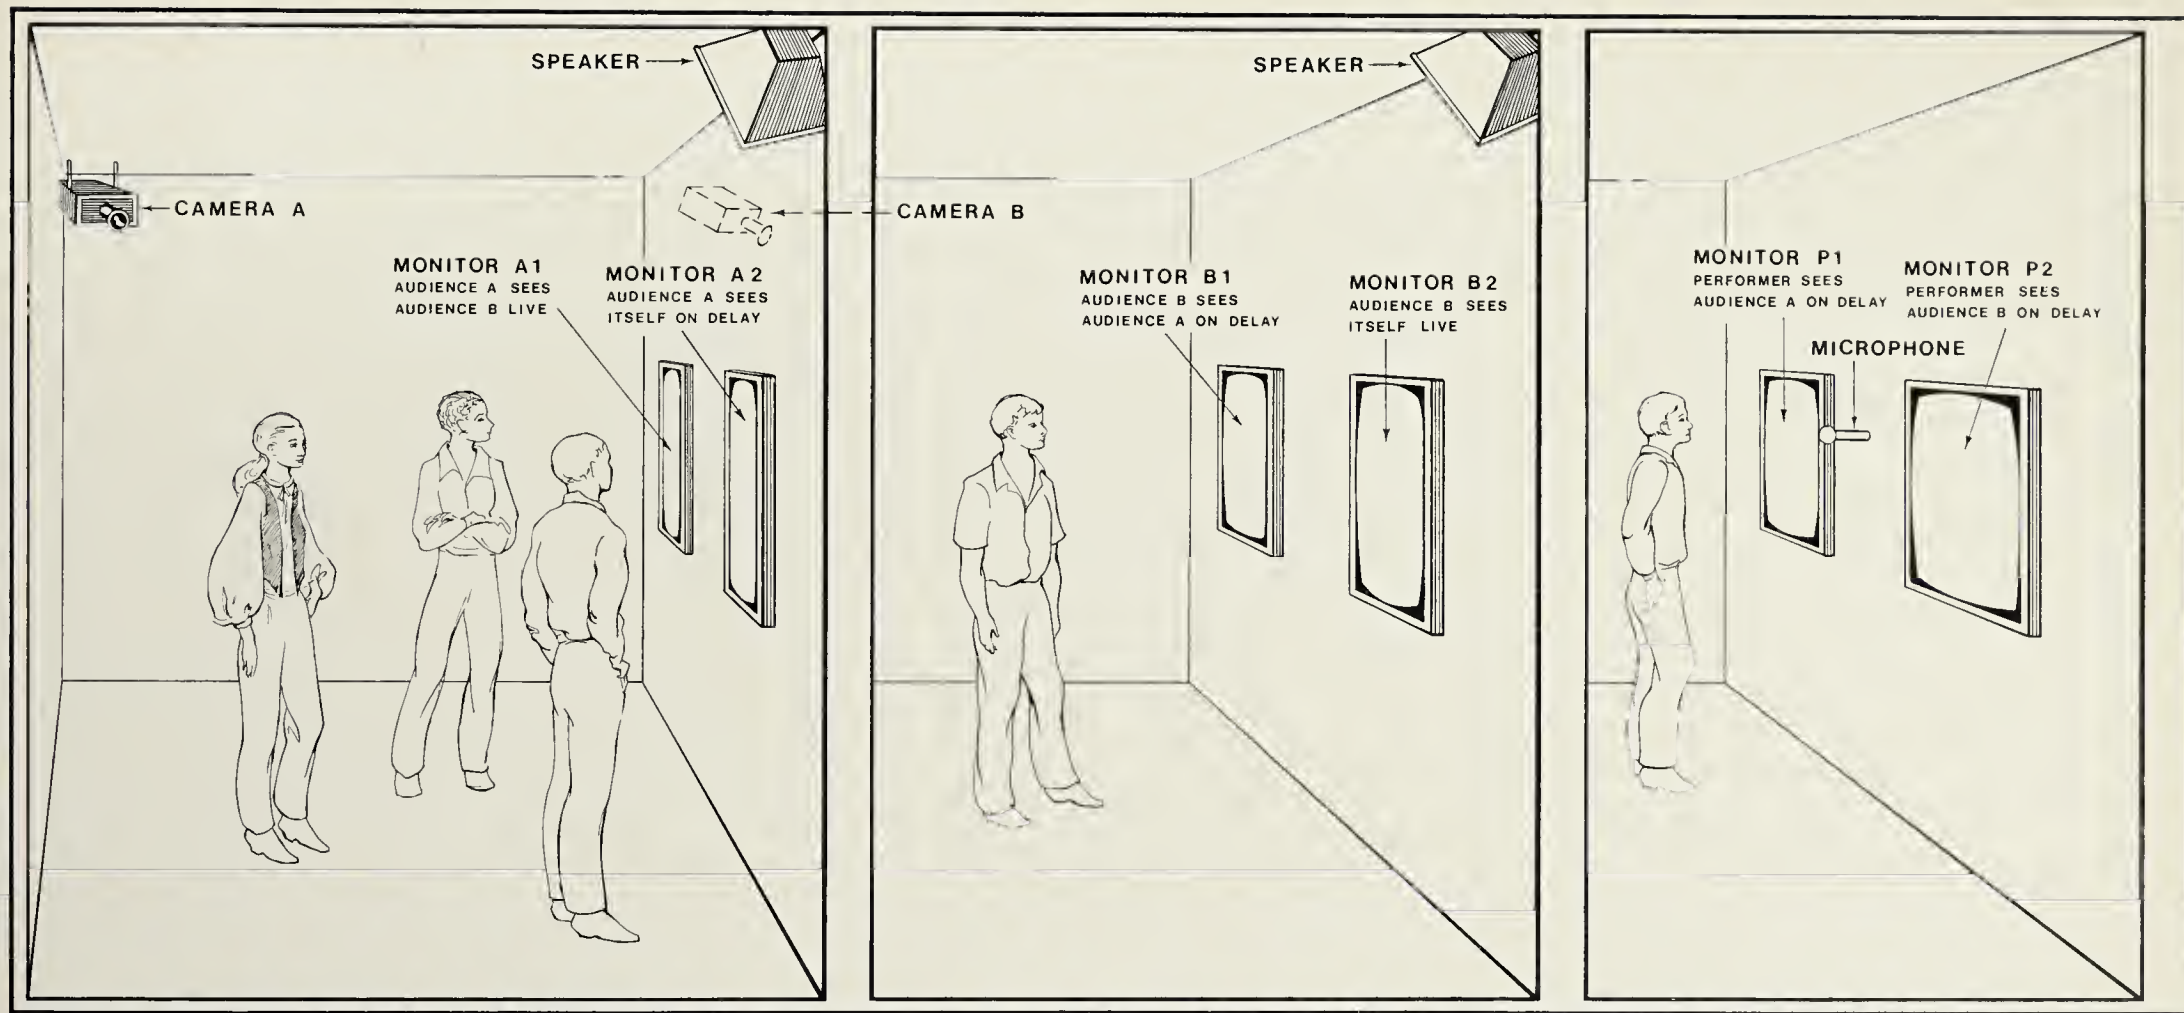 SPEAKER
CAMERA A
MONITOR A1
AUDIENCE A SEES
AUDIENCE B LIVE
MONITOR A2
AUDIENCE A SEES
ITSELF ON DELAY
SPEAKER
CAMERA B
MONITOR B1
AUDIENCE B SEES
AUDIENCE A ON DELAY
MONITOR B2
AUDIENCE B SEES
ITSELF LIVE
MONITOR P1
PERFORMER SEES
AUDIENCE A ON DELAY
MONITOR P2
PERFORMER SEES
AUDIENCE B ON DELAY
MICROPHONE